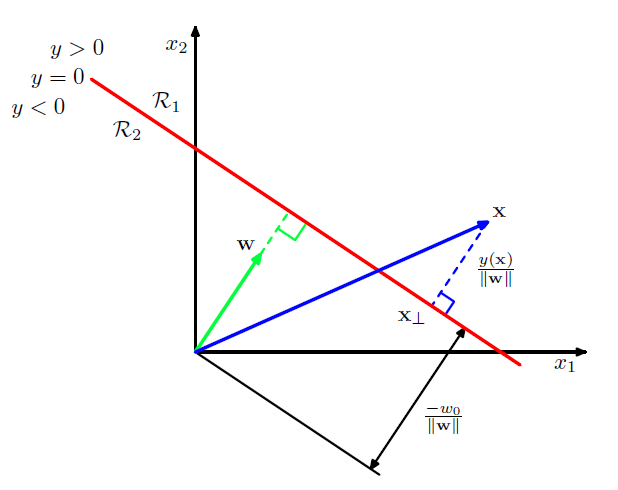 y > 0
y = 0
y < 0
x₂
ℛ₁
ℛ₂
w
x
y(x)
‖w‖
x⊥
x₁
−w₀
‖w‖